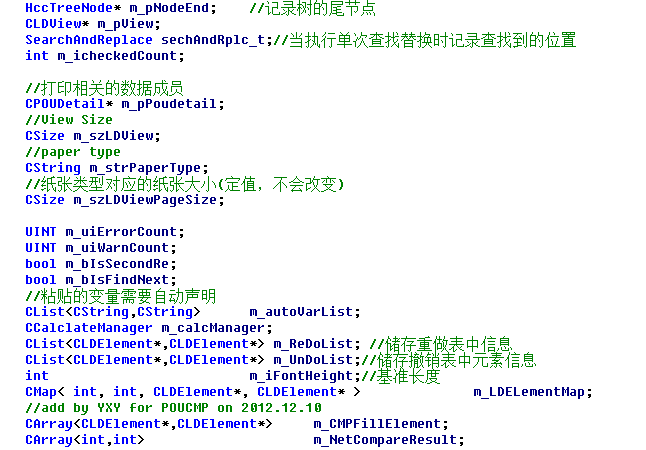 HccTreeNode* m_pNodeEnd; //记录树的尾节点
CLDView* m_pView;
SearchAndReplace sechAndRplc_t;//当执行单次查找替换时记录查找到的位置
int m_icheckedCount;
//打印相关的数据成员
CPOUDetail* m_pPoudetail;
//View Size
CSize m_szLDView;
//paper type
CString m_strPaperType;
//纸张类型对应的纸张大小(定值，不会改变)
CSize m_szLDViewPageSize;
UINT m_uiErrorCount;
UINT m_uiWarnCount;
bool m_bIsSecondRe;
bool m_bIsFindNext;
//粘贴的变量需要自动声明
CList<CString,CString> m_autoVarList;
CCalclateManager m_calcManager;
CList<CLDElement*,CLDElement*> m_ReDoList; //储存重做表中信息
CList<CLDElement*,CLDElement*> m_UnDoList;//储存撤销表中元素信息
int m_iFontHeight;//基准长度
CMap< int, int, CLDElement*, CLDElement* > m_LDELementMap;
//add by YXY for POUCMP on 2012.12.10
CArray<CLDElement*,CLDElement*> m_CMPFillElement;
CArray<int,int> m_NetCompareResult;